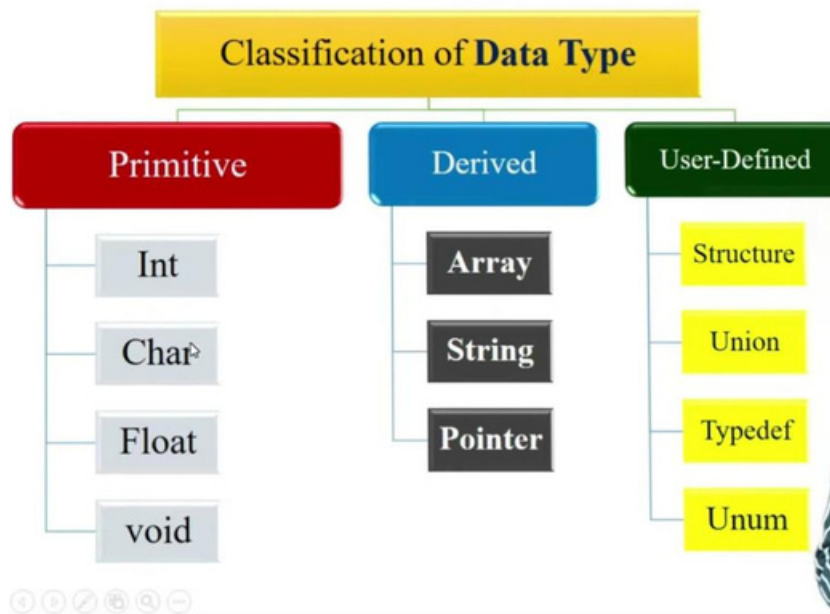 Classification of Data Type
Primitive
Int
Char
Float
void
Derived
Array
String
Pointer
User-Defined
Structure
Union
Typedef
Unum